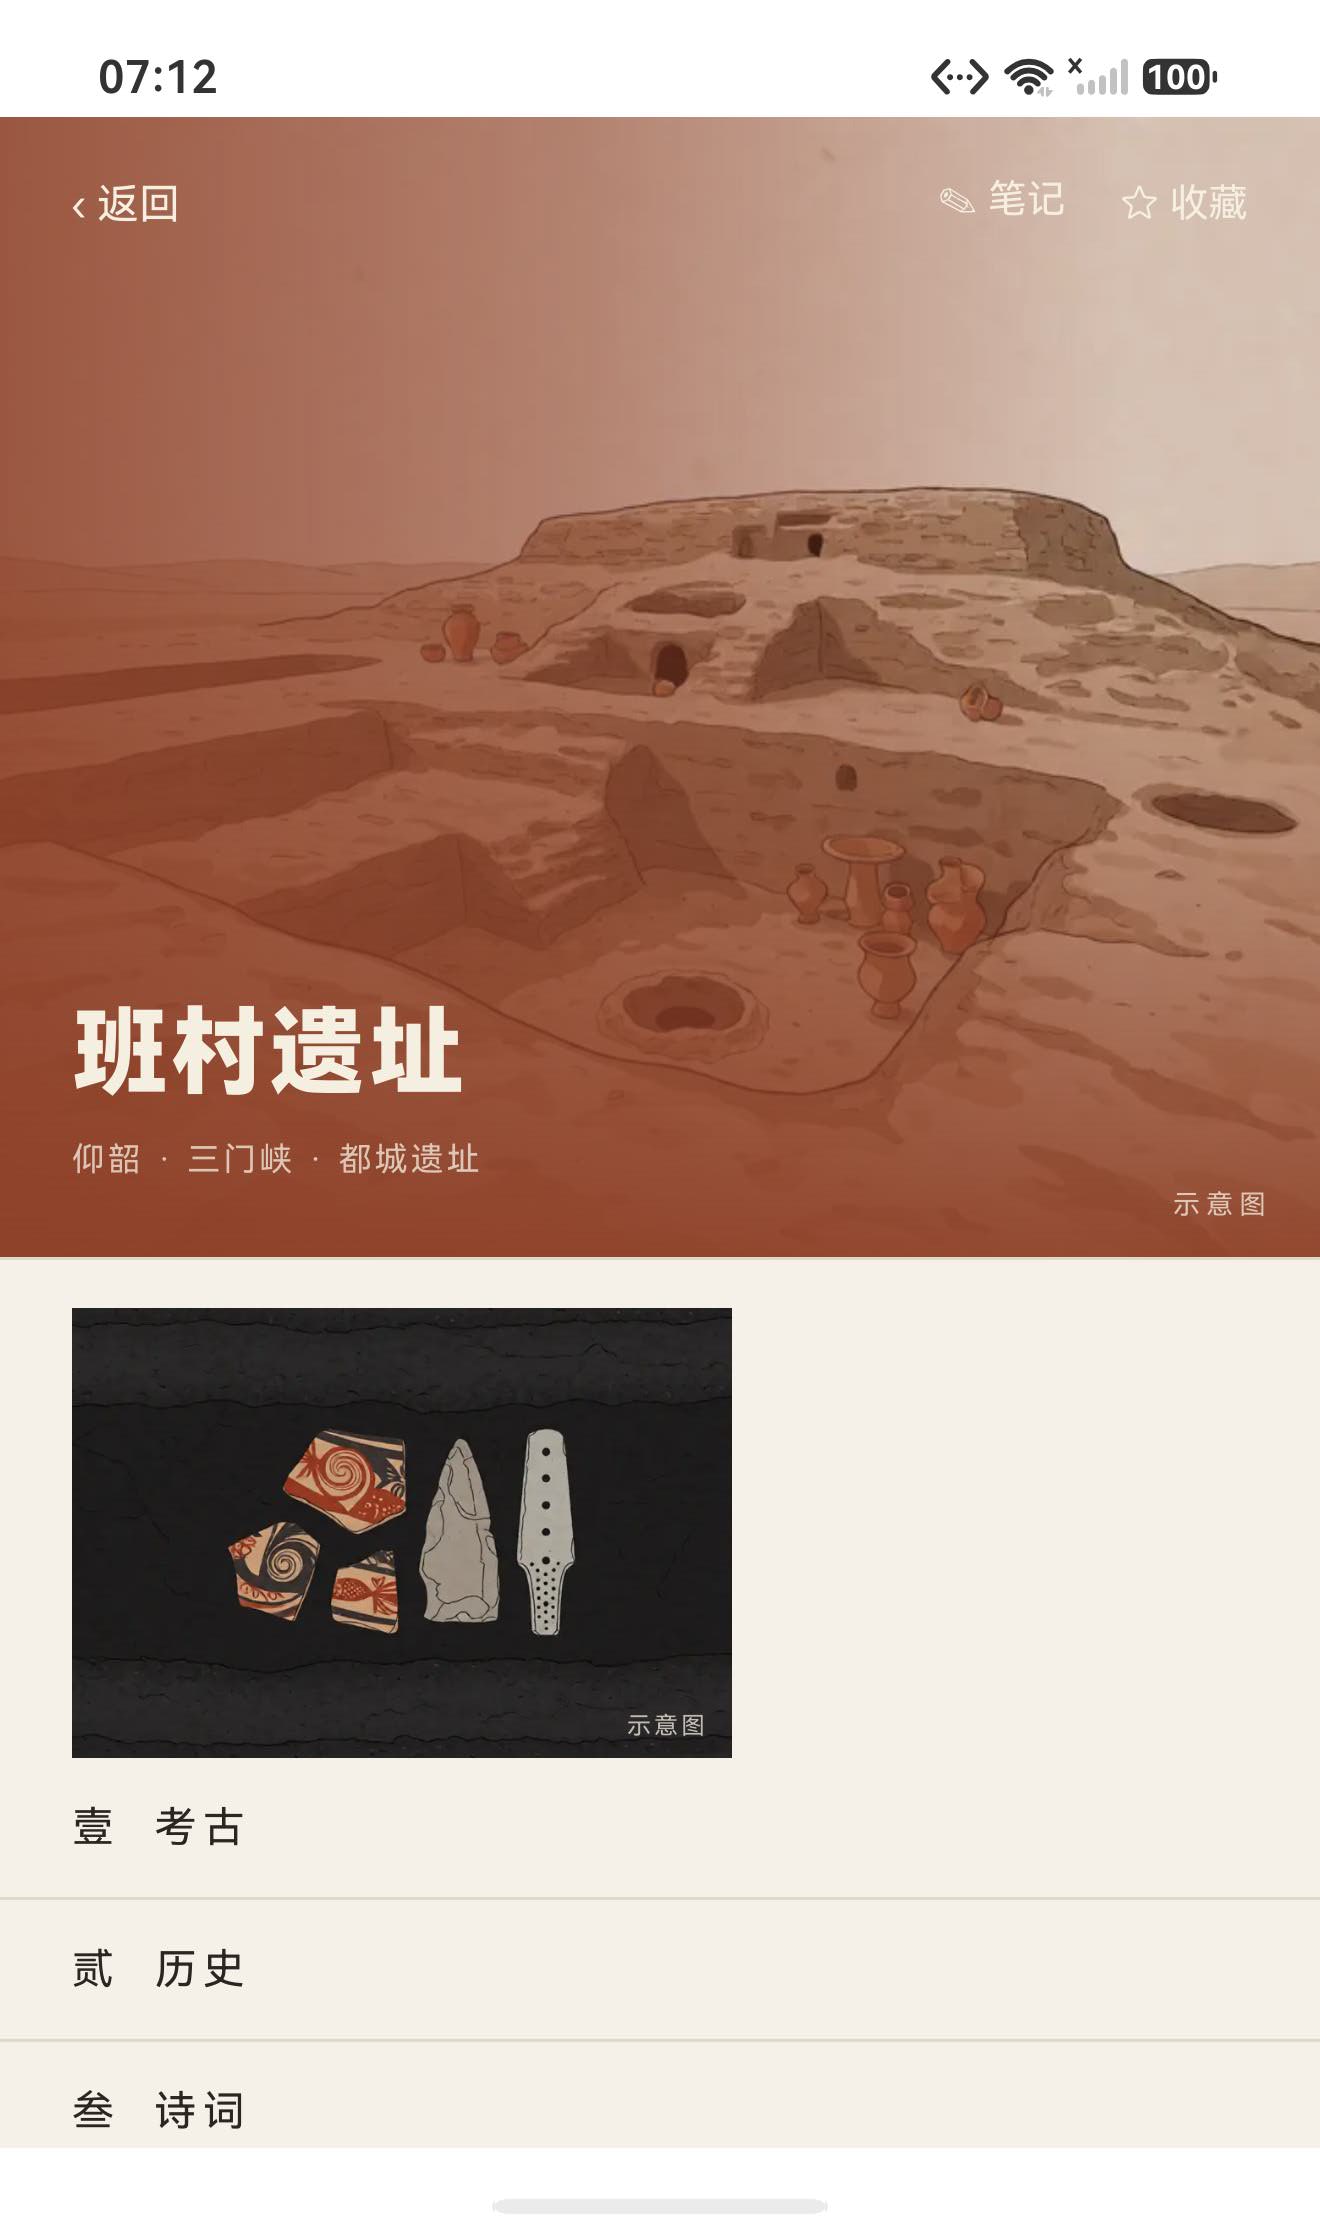 07:12
100
‹ 返回
✎ 笔记
☆ 收藏
班村遗址
仰韶 · 三门峡 · 都城遗址
示意图
示意图
壹 考古
贰 历史
叁 诗词